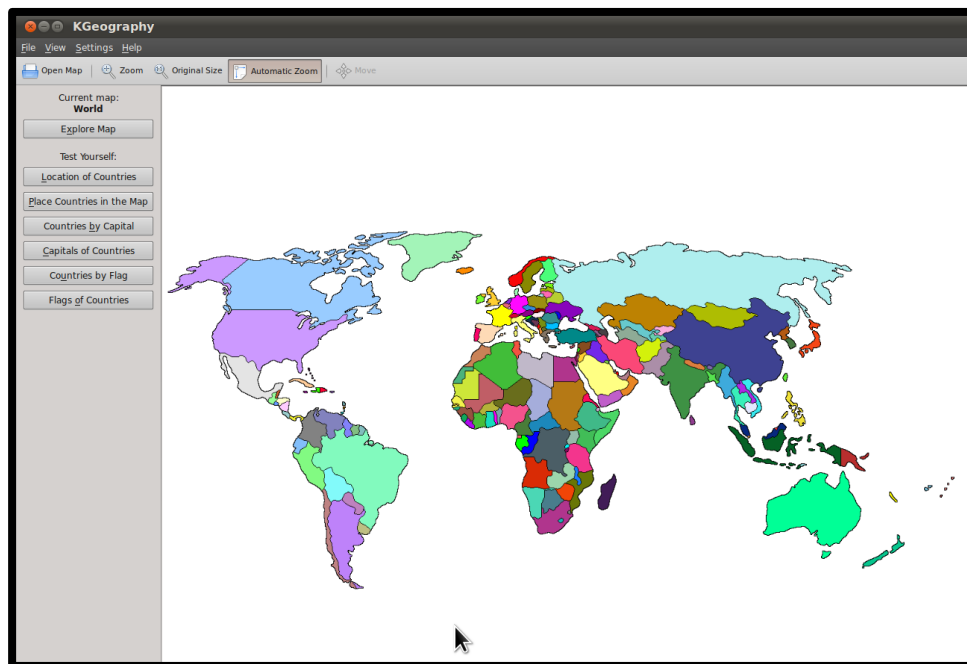 KGeography
File View Settings Help
Open Map Zoom Original Size Automatic Zoom Move
Current map:
World
Explore Map
Test Yourself:
Location of Countries
Place Countries in the Map
Countries by Capital
Capitals of Countries
Countries by Flag
Flags of Countries